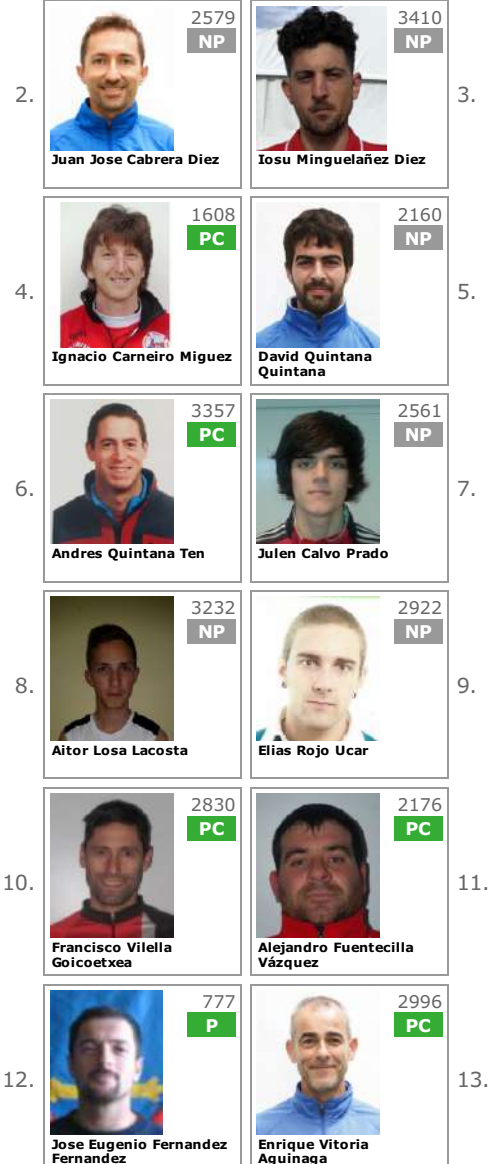 2.
2579
NP
Juan Jose Cabrera Diez
3410
NP
Iosu Minguelañez Diez
3.
4.
1608
PC
Ignacio Carneiro Miguez
2160
NP
David Quintana
Quintana
5.
6.
3357
PC
Andres Quintana Ten
2561
NP
Julen Calvo Prado
7.
8.
3232
NP
Aitor Losa Lacosta
2922
NP
Elias Rojo Ucar
9.
10.
2830
PC
Francisco Vilella
Goicoetxea
2176
PC
Alejandro Fuentecilla
Vázquez
11.
12.
777
P
Jose Eugenio Fernandez
Fernandez
2996
PC
Enrique Vitoria
Aguinaga
13.